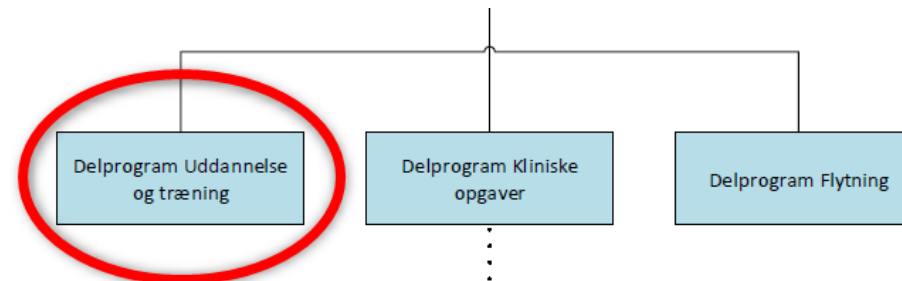 Delprogram Uddannelse
og træning
Delprogram Kliniske
opgaver
Delprogram Flytning